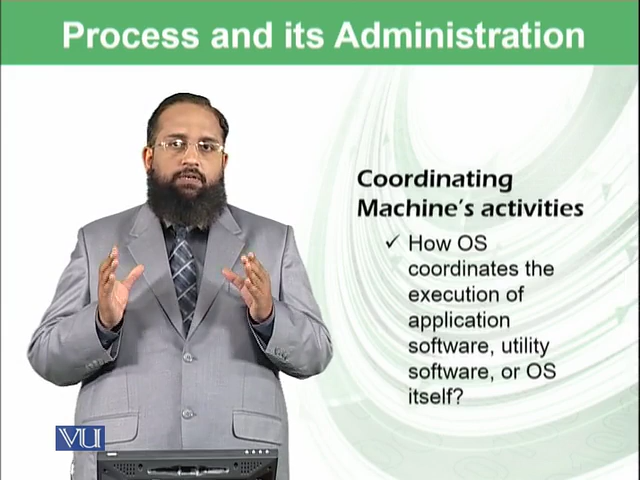 Process and its Administration
Coordinating
Machine's activities
✓ How OS
coordinates the
execution of
application
software, utility
software, or OS
itself?
VU